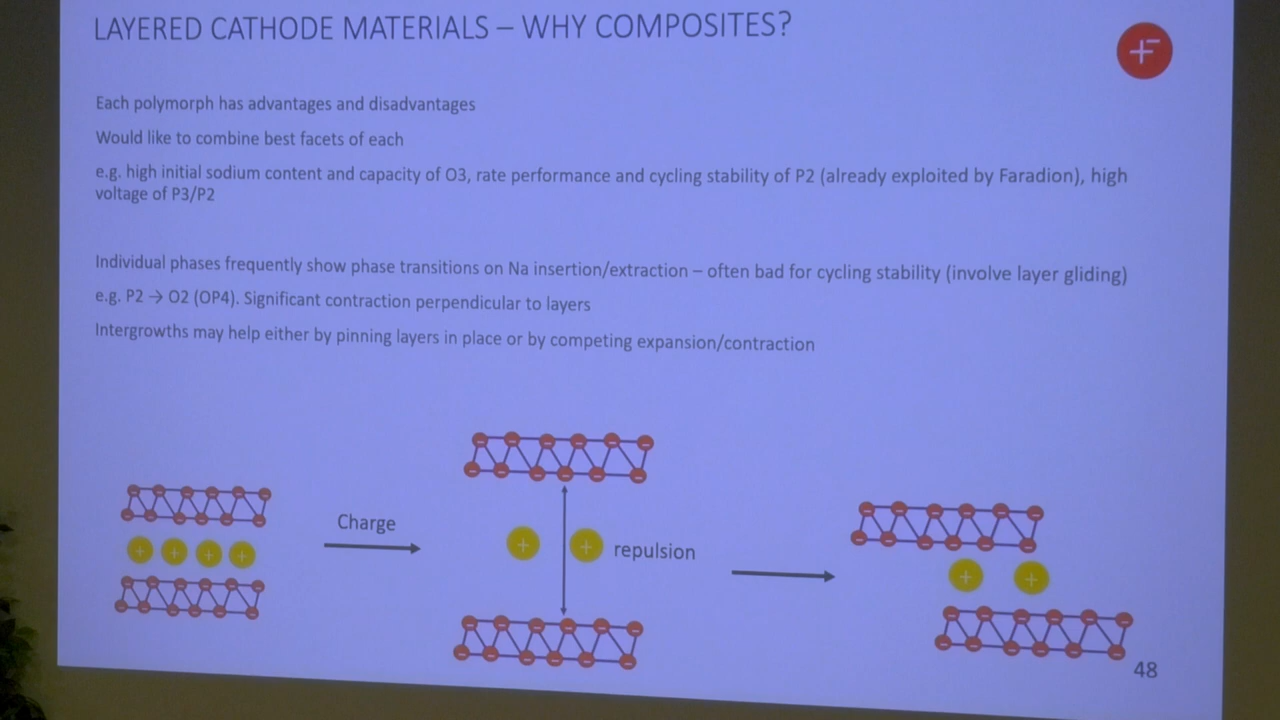 LAYERED CATHODE MATERIALS – WHY COMPOSITES?
Each polymorph has advantages and disadvantages
Would like to combine best facets of each
e.g. high initial sodium content and capacity of O3, rate performance and cycling stability of P2 (already exploited by Faradion), high
voltage of P3/P2
Individual phases frequently show phase transitions on Na insertion/extraction – often bad for cycling stability (involve layer gliding)
e.g. P2 → O2 (OP4). Significant contraction perpendicular to layers
Intergrowths may help either by pinning layers in place or by competing expansion/contraction
Charge
repulsion
48